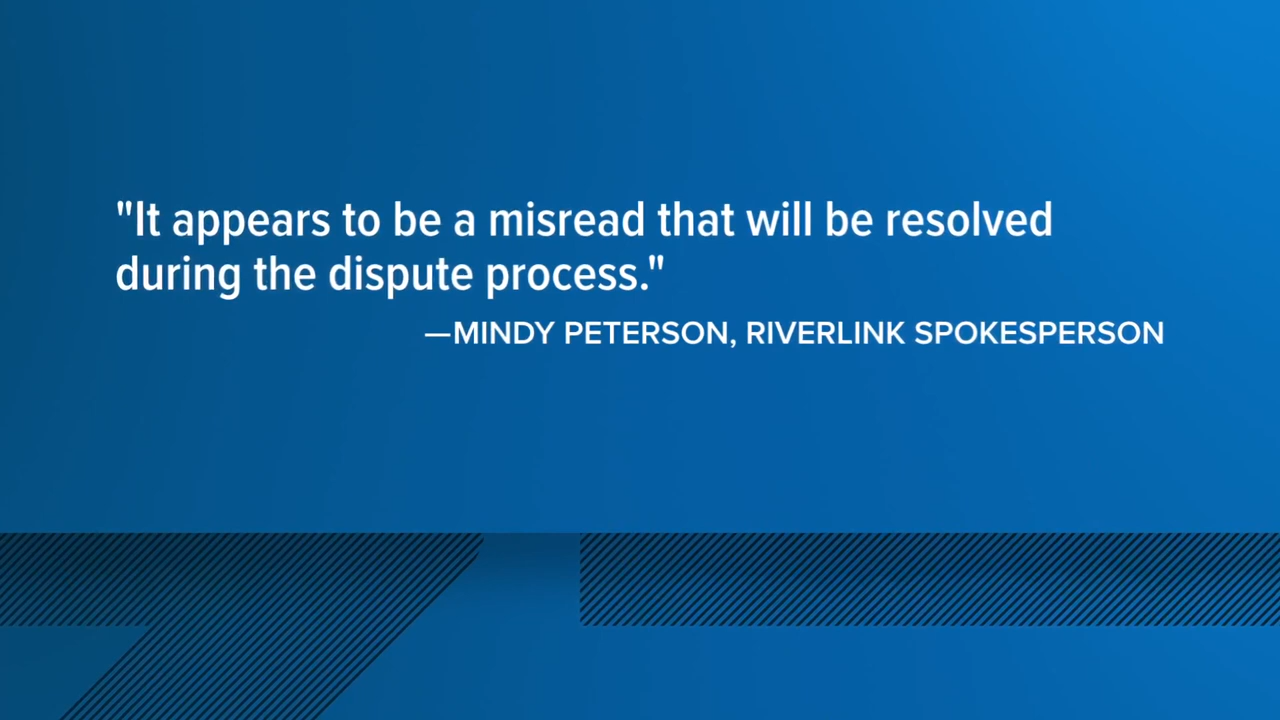 "It appears to be a misread that will be resolved
during the dispute process."
—MINDY PETERSON, RIVERLINK SPOKESPERSON